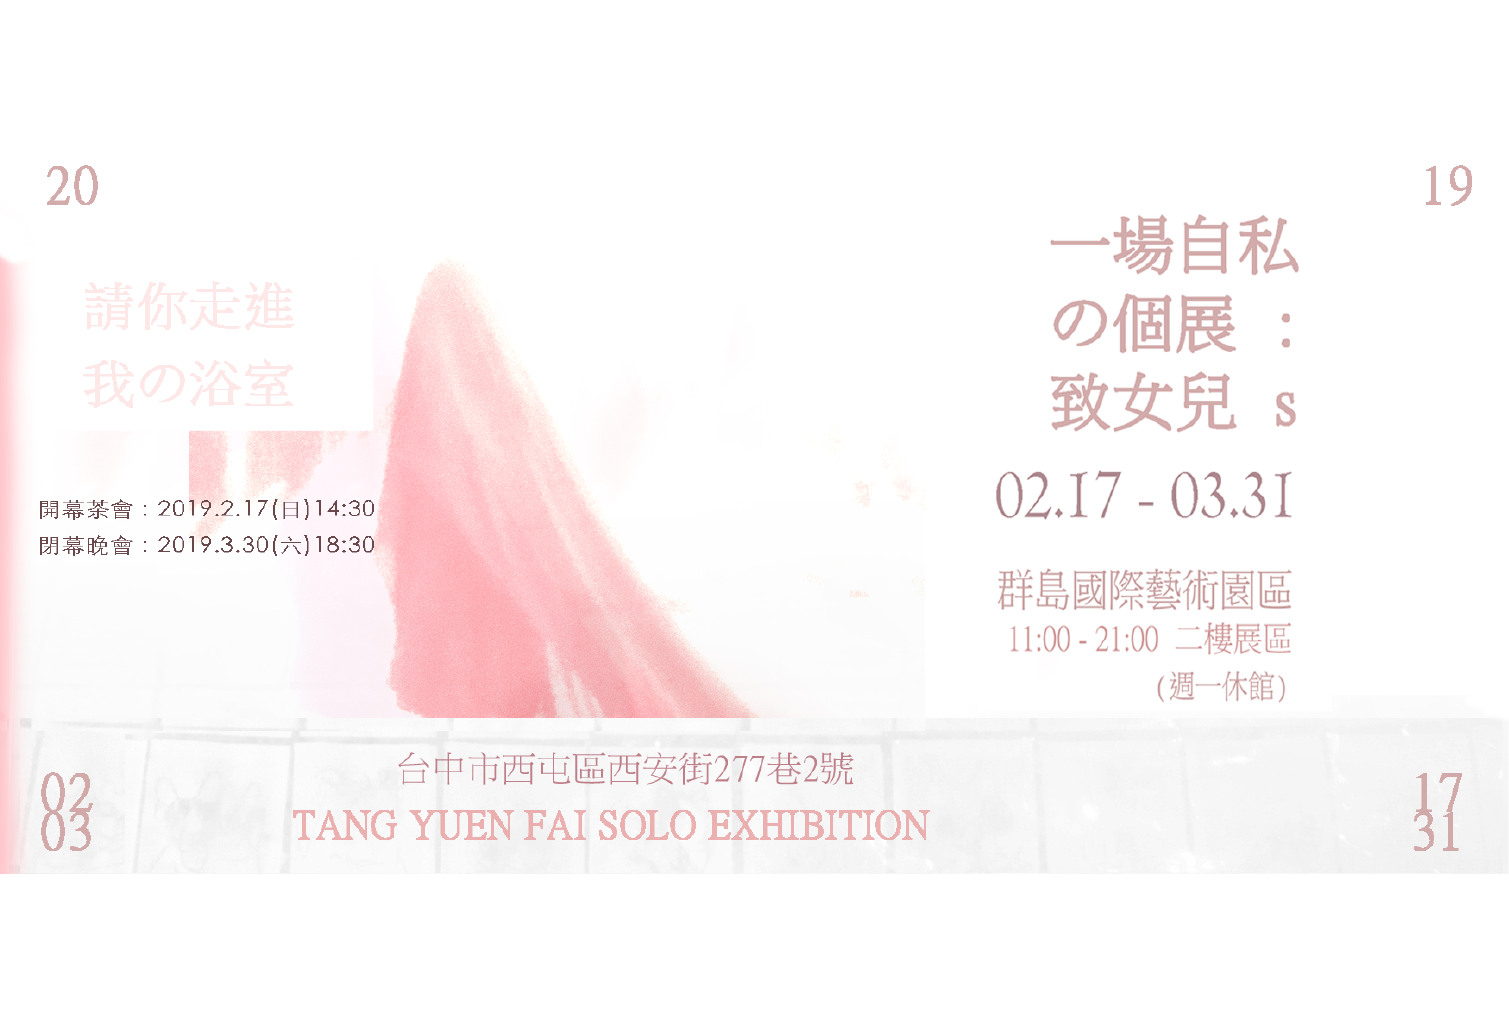 20
19
請你走進
我の浴室
開幕茶會：2019.2.17(日)14:30
閉幕晚會：2019.3.30(六)18:30
一場自私
の個展：
致女兒 s
02.17 - 03.31
群島國際藝術園區
11:00 - 21:00 二樓展區
(週一休館)
台中市西屯區西安街277巷2號
TANG YUEN FAI SOLO EXHIBITION
02
03
17
31